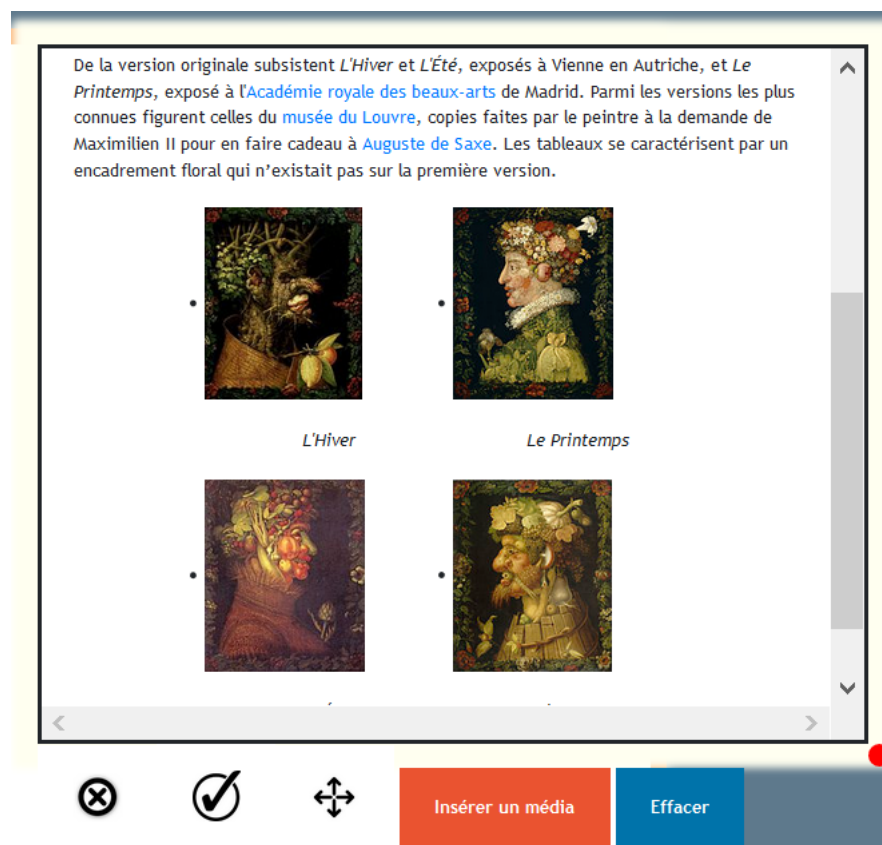 De la version originale subsistent L'Hiver et L'Été, exposés à Vienne en Autriche, et Le
Printemps, exposé à l'Académie royale des beaux-arts de Madrid. Parmi les versions les plus
connues figurent celles du musée du Louvre, copies faites par le peintre à la demande de
Maximilien II pour en faire cadeau à Auguste de Saxe. Les tableaux se caractérisent par un
encadrement floral qui n’existait pas sur la première version.
L'Hiver
Le Printemps
Insérer un média
Effacer